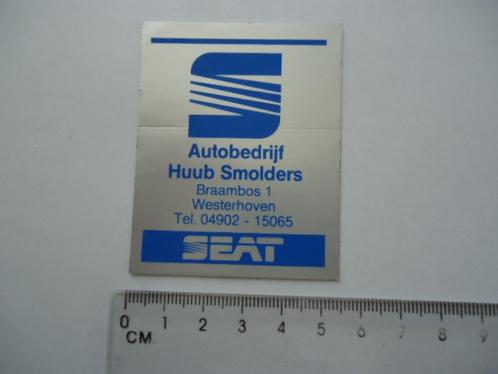 Autobedrijf
Huub Smolders
Braambos 1
Westerhoven
Tel. 04902 - 15065
SEAT
0 1 2 3 4 5 6 7 8 9
CM.